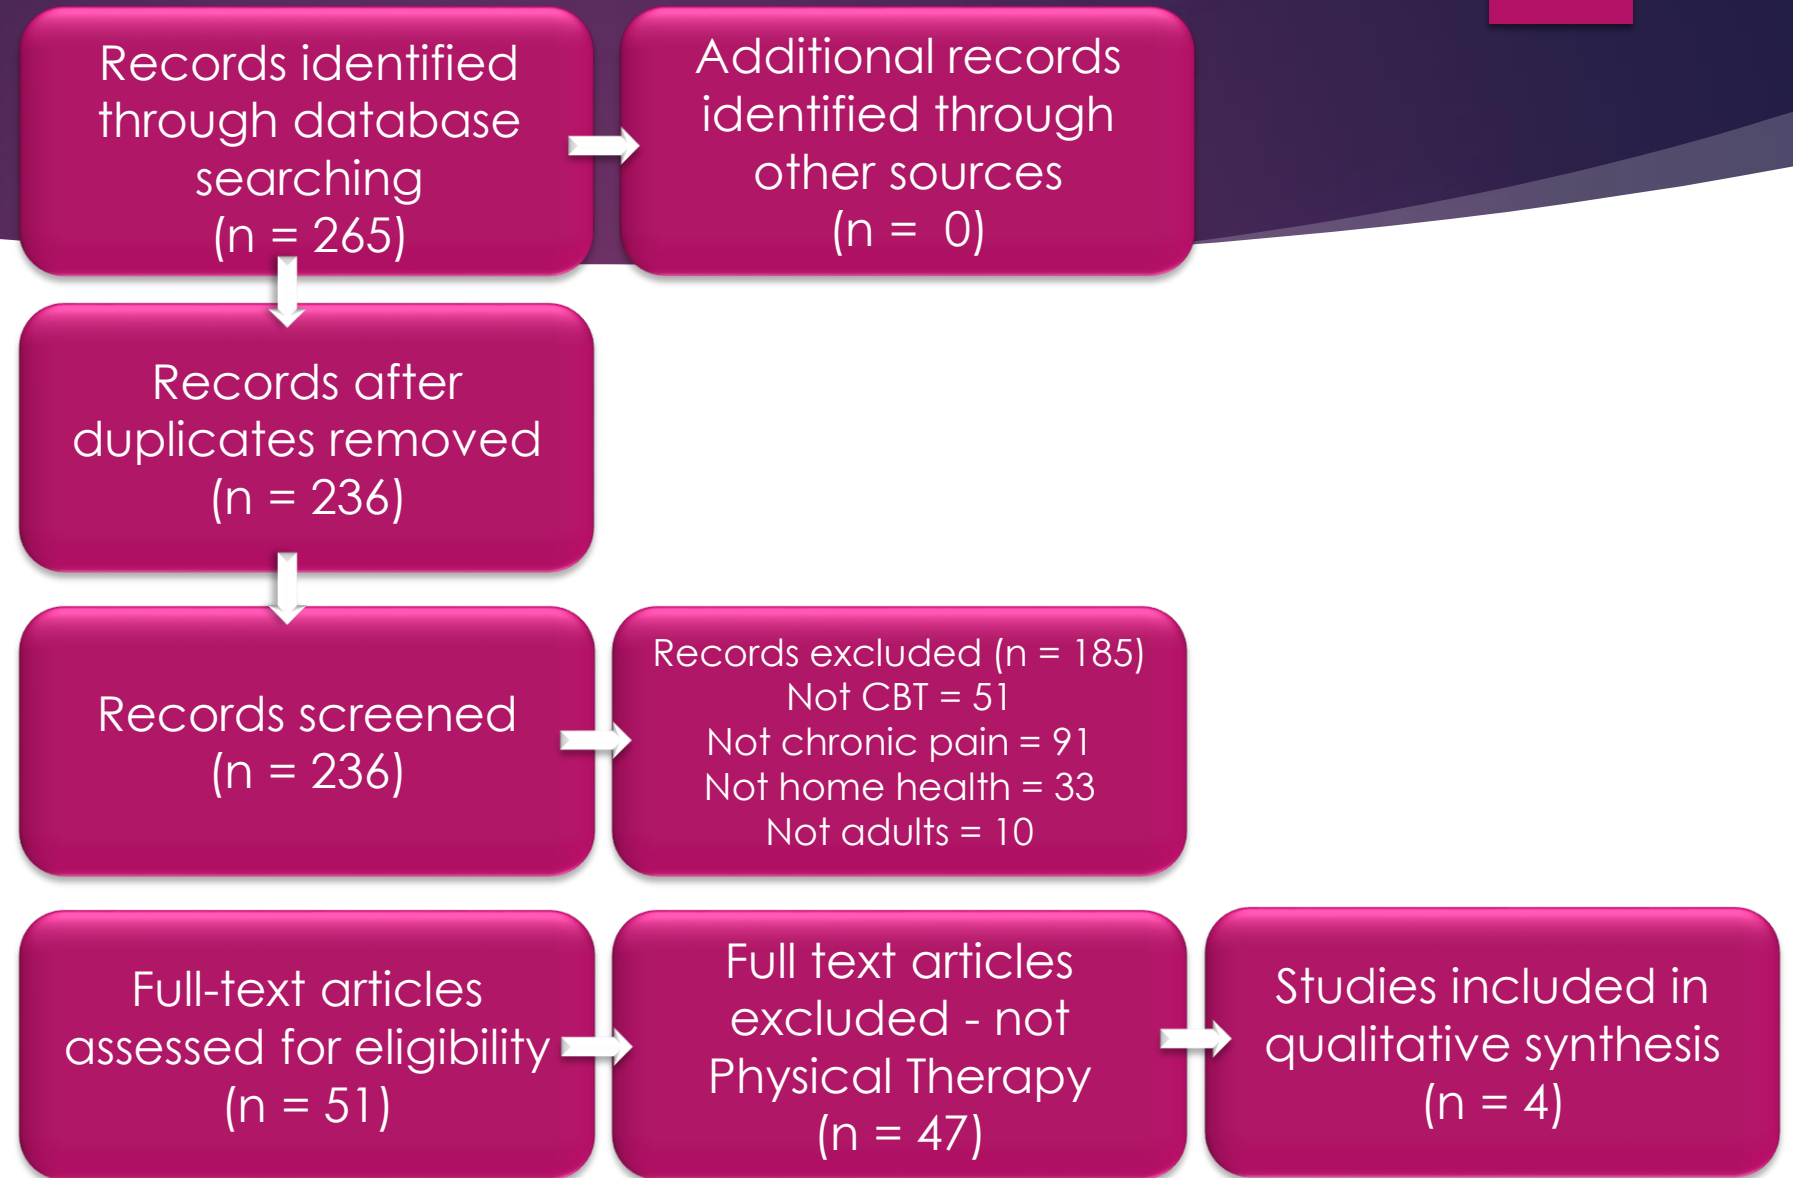 Records identified
through database
searching
(n = 265)
Additional records
identified through
other sources
(n =  0)
Records after
duplicates removed
(n = 236)
Records screened
(n = 236)
Records excluded (n = 185)
Not CBT = 51
Not chronic pain = 91
Not home health = 33
Not adults = 10
Full-text articles
assessed for eligibility
(n = 51)
Full text articles
excluded - not
Physical Therapy
(n = 47)
Studies included in
qualitative synthesis
(n = 4)